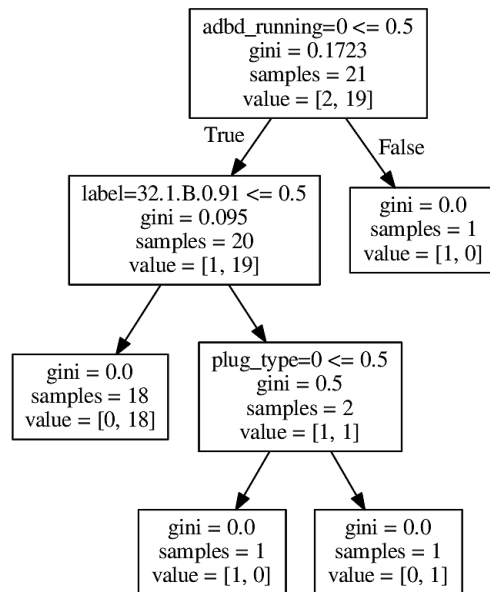 adbd_running=0 <= 0.5
gini = 0.1723
samples = 21
value = [2, 19]
True
False
label=32.1.B.0.91 <= 0.5
gini = 0.095
samples = 20
value = [1, 19]
gini = 0.0
samples = 1
value = [1, 0]
gini = 0.0
samples = 18
value = [0, 18]
plug_type=0 <= 0.5
gini = 0.5
samples = 2
value = [1, 1]
gini = 0.0
samples = 1
value = [1, 0]
gini = 0.0
samples = 1
value = [0, 1]